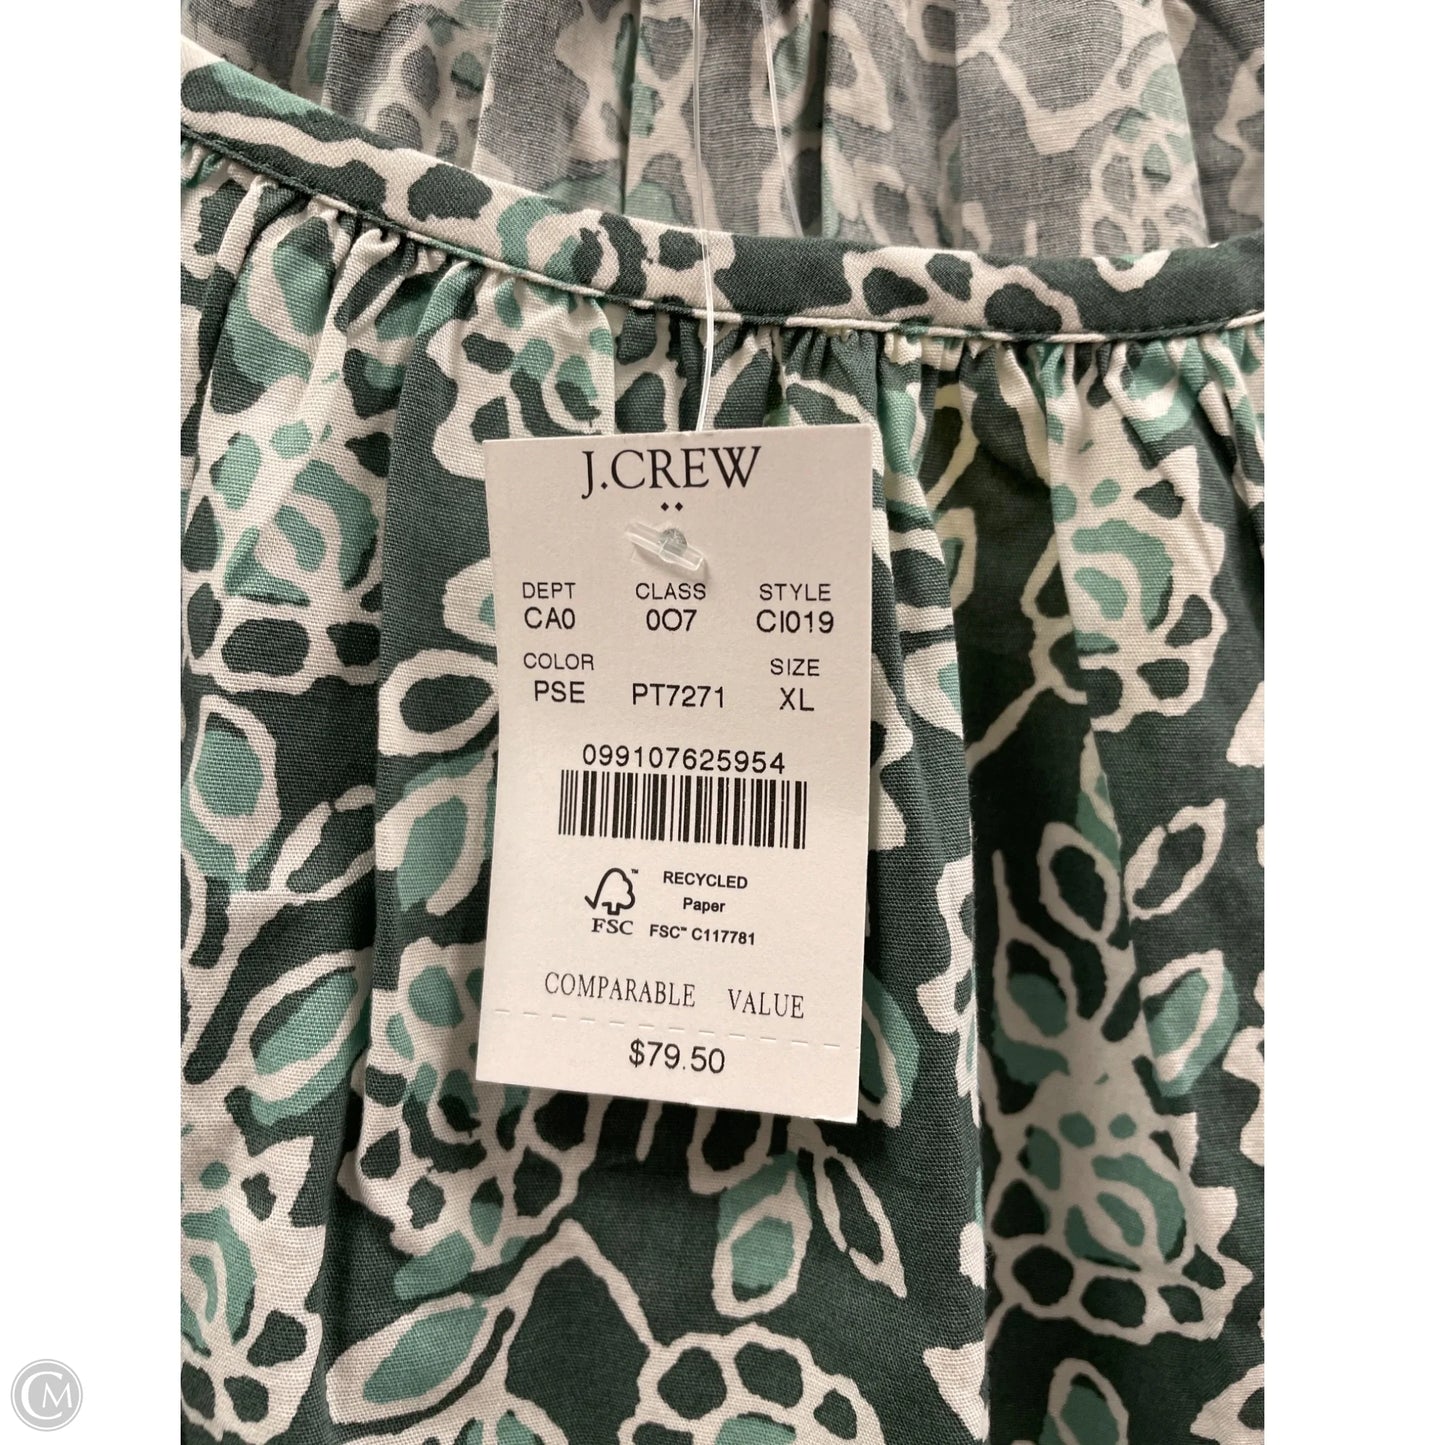 J.CREW
DEPT CLASS STYLE
CA0 0O7 CI019
COLOR SIZE
PSE PT7271 XL
099107625954
RECYCLED
Paper
FSC™ C117781
FSC
COMPARABLE VALUE
$79.50
CM